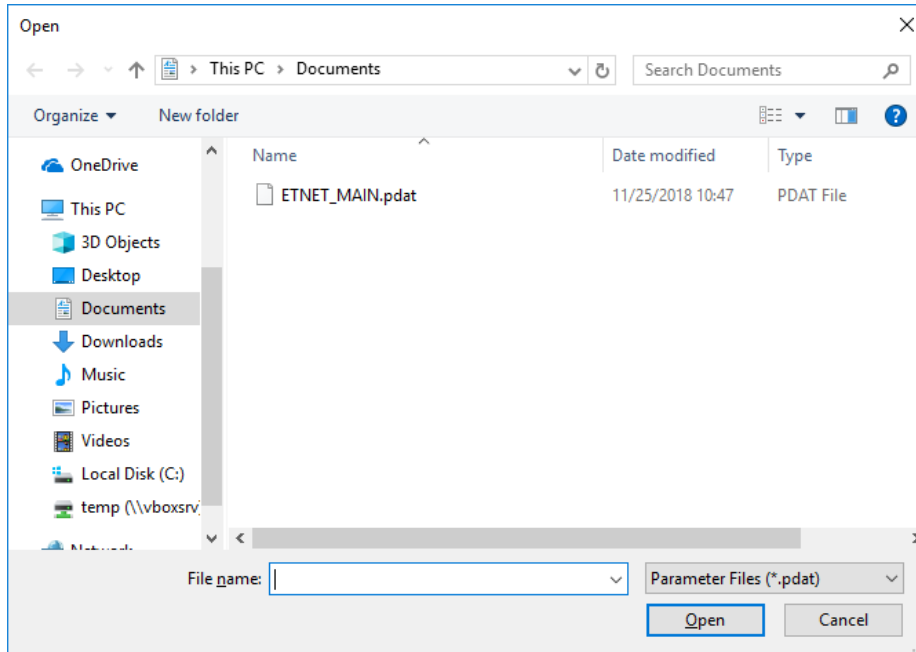 Open
This PC > Documents
Search Documents
Organize
New folder
Name
Date modified
Type
ETNET_MAIN.pdat
11/25/2018 10:47
PDAT File
OneDrive
This PC
3D Objects
Desktop
Documents
Downloads
Music
Pictures
Videos
Local Disk (C:)
temp (\\vboxsrv)
Network
File name:
Parameter Files (*.pdat)
Open
Cancel